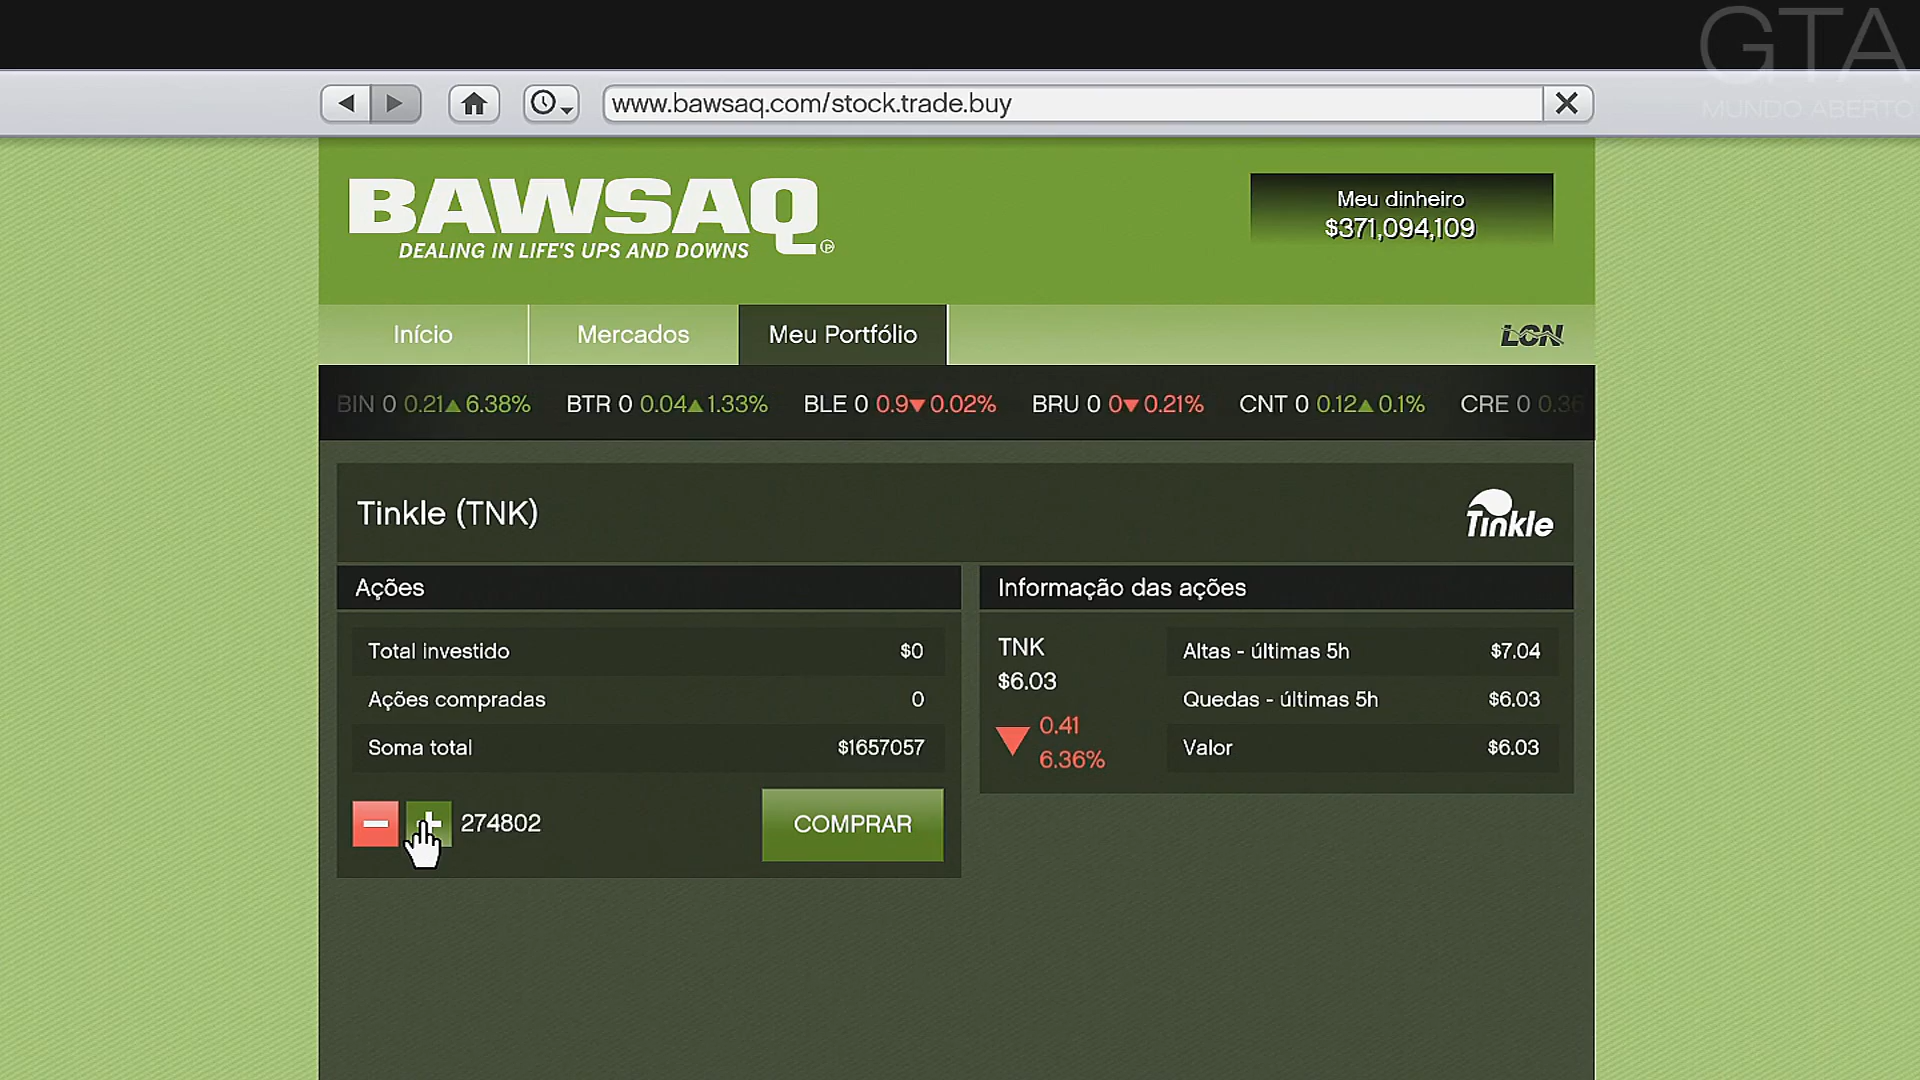 GTA
MUNDO ABERTO
www.bawsaq.com/stock.trade.buy
BAWSAQ
DEALING IN LIFE'S UPS AND DOWNS
Meu dinheiro
$371,094,109
Início Mercados Meu Portfólio LCN
BIN 0 0.21▲6.38% BTR 0 0.04▲1.33% BLE 0 0.9▼0.02% BRU 0 0▼0.21% CNT 0 0.12▲0.1% CRE 0 0.36
Tinkle (TNK) Tinkle
Ações
Total investido $0
Ações compradas 0
Soma total $1657057
274802 COMPRAR
Informação das ações
TNK
$6.03
0.41
6.36%
Altas - últimas 5h $7.04
Quedas - últimas 5h $6.03
Valor $6.03